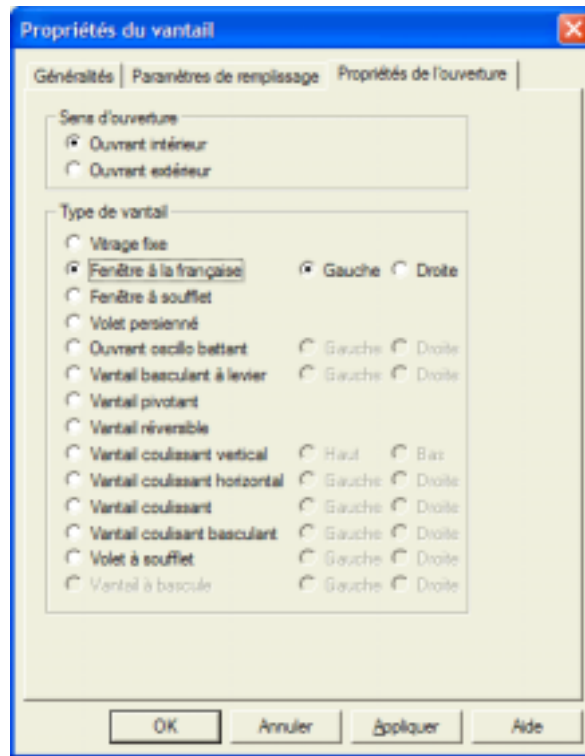 Propriétés du vantail
Généralités Paramètres de remplissage Propriétés de l'ouverture
Sens d'ouverture
Ouvrant intérieur
Ouvrant extérieur
Type de vantail
Vitrage fixe
Fenêtre à la française Gauche Droite
Fenêtre à soufflet
Volet persienné
Ouvrant oscillo battant Gauche Droite
Vantail basculant à levier Gauche Droite
Vantail pivotant
Vantail réversable
Vantail coulissant vertical Haut Bas
Vantail coulissant horizontal Gauche Droite
Vantail coulissant Gauche Droite
Vantail coulisant basculant Gauche Droite
Volet à soufflet Gauche Droite
Vantail à bascule Gauche Droite
OK Annuler Appliquer Aide